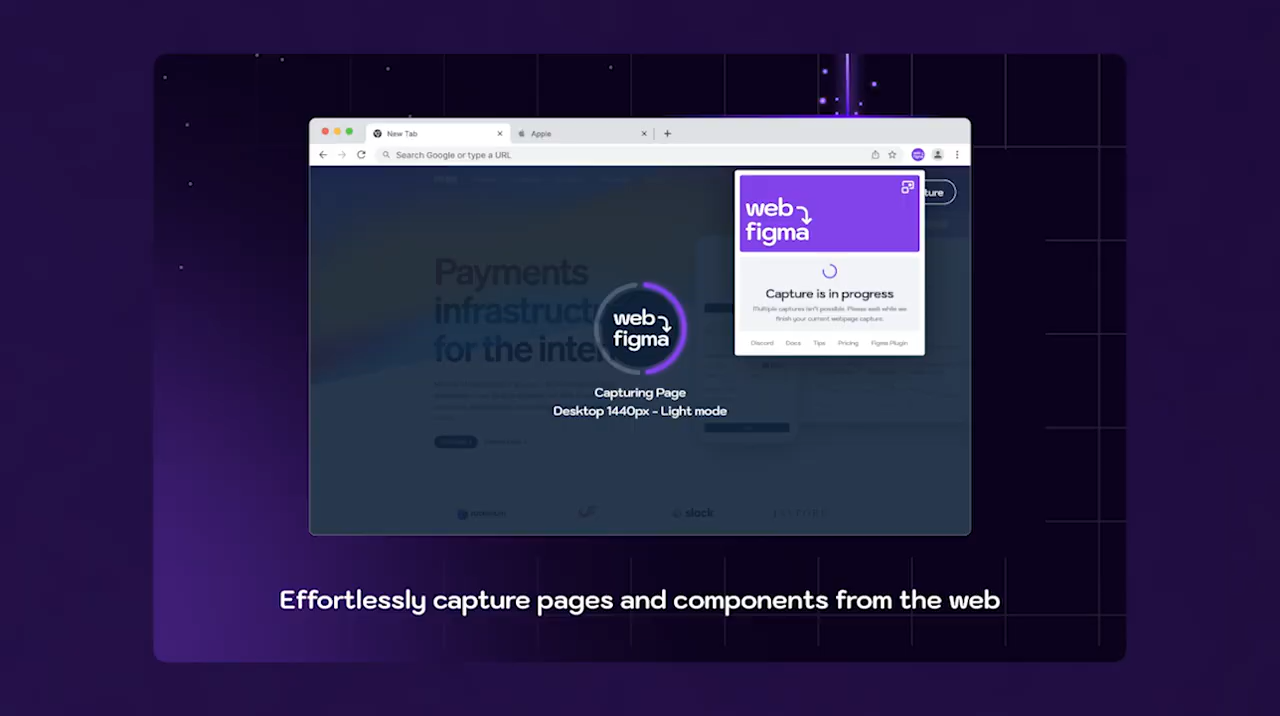 New Tab
Apple
Search Google or type a URL
ture
web
figma
Capture is in progress
Multiple captures isn't possible. Please wait while we
finish your current webpage capture.
Discord Docs Tips Pricing Figma Plugin
Payments
infrastruct
for the inte
web
figma
Capturing Page
Desktop 1440px - Light mode
slack
Effortlessly capture pages and components from the web